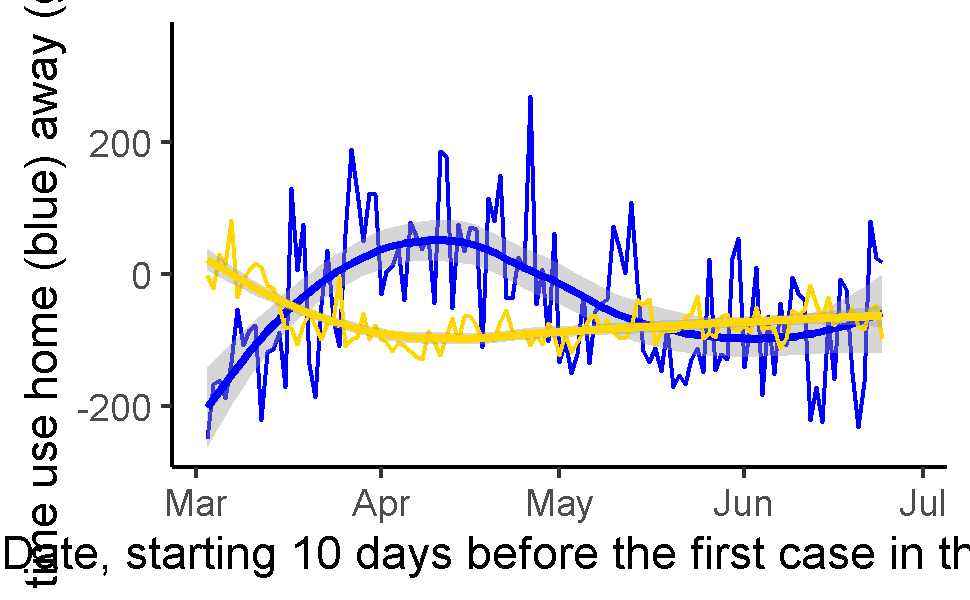 time use home (blue) away (
200
0
-200
Mar Apr May Jun Jul
Date, starting 10 days before the first case in th